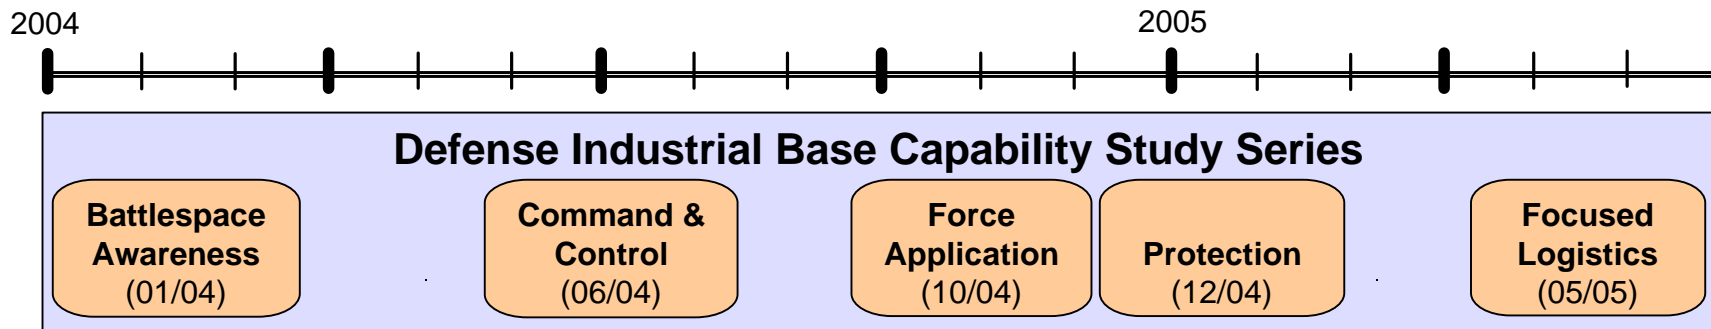 2004
2005
Defense Industrial Base Capability Study Series
Battlespace
Awareness
(01/04)
Command &
Control
(06/04)
Force
Application
(10/04)
Protection
(12/04)
Focused
Logistics
(05/05)